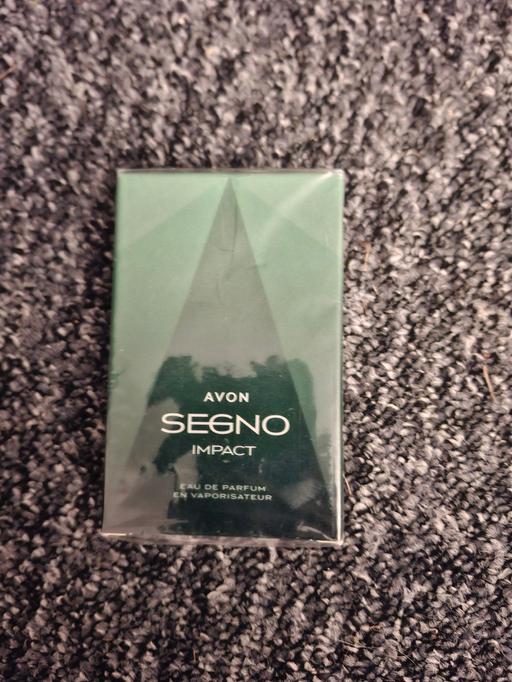 AVON
SEGNO
IMPACT
EAU DE PARFUM
EN VAPORISATEUR